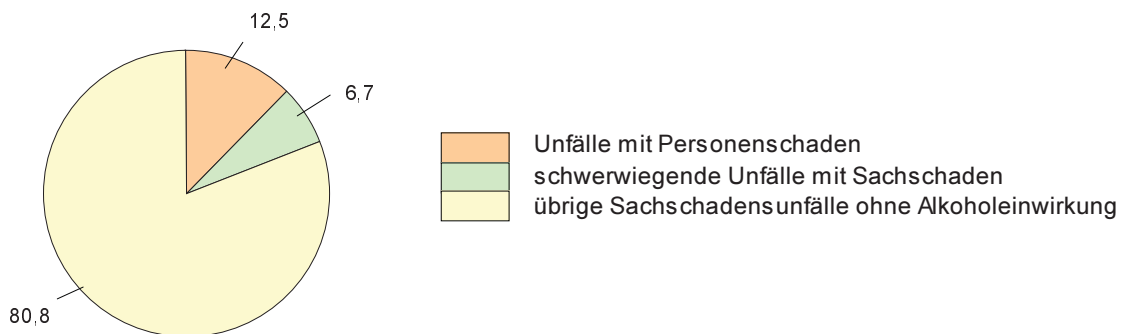 12,5
6,7
Unfälle mit Personenschaden
schwerwiegende Unfälle mit Sachschaden
übrige Sachschadensunfälle ohne Alkoholeinwirkung
80,8